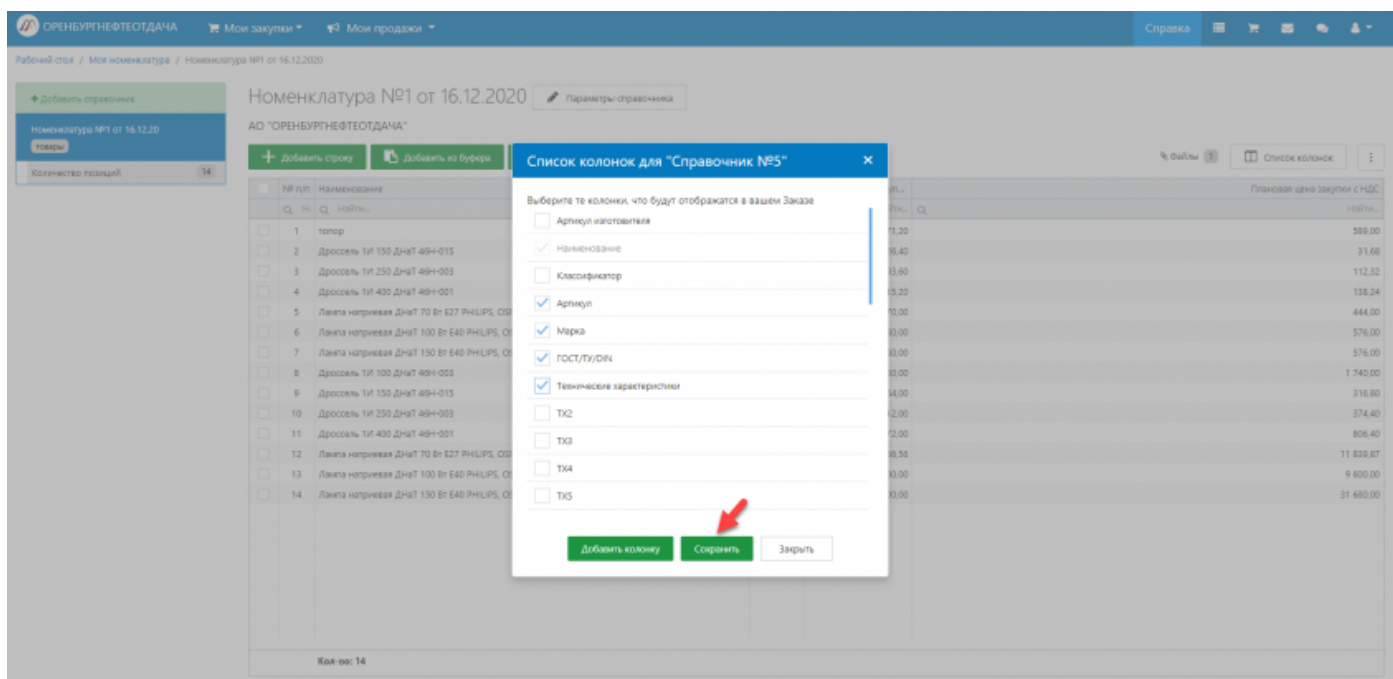 ОРЕНБУРГНЕФТЕОТДАЧА Мои закупки Мои продажи Справка
Рабочий стол / Моя номенклатура / Номенклатура №1 от 16.12.2020
Добавить справочник
Номенклатура №1 от 16.12.2020 Параметры справочника
Номенклатура №1 от 16.12.20
товары
Количество позиций 14
АО "ОРЕНБУРГНЕФТЕОТДАЧА"
Добавить строку Добавить из буфера Файлы 1 Список колонок
Список колонок для "Справочник №5"
Выберите те колонки, что будут отображатся в вашем Заказе
Артикул изготовителя
Наименование
Классификатор
Артикул
Марка
ГОСТ/ТУ/DIN
Технические характеристики
ТХ2
ТХ3
ТХ4
ТХ5
Добавить колонку Сохранить Закрыть
№ п/п Наименование Плановая цена закупки с НДС
Найти... Найти...
1 топор 589,00
2 Дроссель 1И 150 ДНаТ 46Н-015 31,68
3 Дроссель 1И 250 ДНаТ 46Н-003 112,32
4 Дроссель 1И 400 ДНаТ 46Н-001 158,24
5 Лампа натриевая ДНаТ 70 Вт Е27 PHILIPS, 444,00
6 Лампа натриевая ДНаТ 100 Вт Е40 PHILIPS, 576,00
7 Лампа натриевая ДНаТ 150 Вт Е40 PHILIPS, 576,00
8 Дроссель 1И 100 ДНаТ 46Н-003 1 740,00
9 Дроссель 1И 150 ДНаТ 46Н-015 316,80
10 Дроссель 1И 250 ДНаТ 46Н-003 374,40
11 Дроссель 1И 400 ДНаТ 46Н-001 806,40
12 Лампа натриевая ДНаТ 70 Вт Е27 PHILIPS, 11 839,87
13 Лампа натриевая ДНаТ 100 Вт Е40 PHILIPS, 9 600,00
14 Лампа натриевая ДНаТ 150 Вт Е40 PHILIPS, 31 680,00
Кол-во: 14